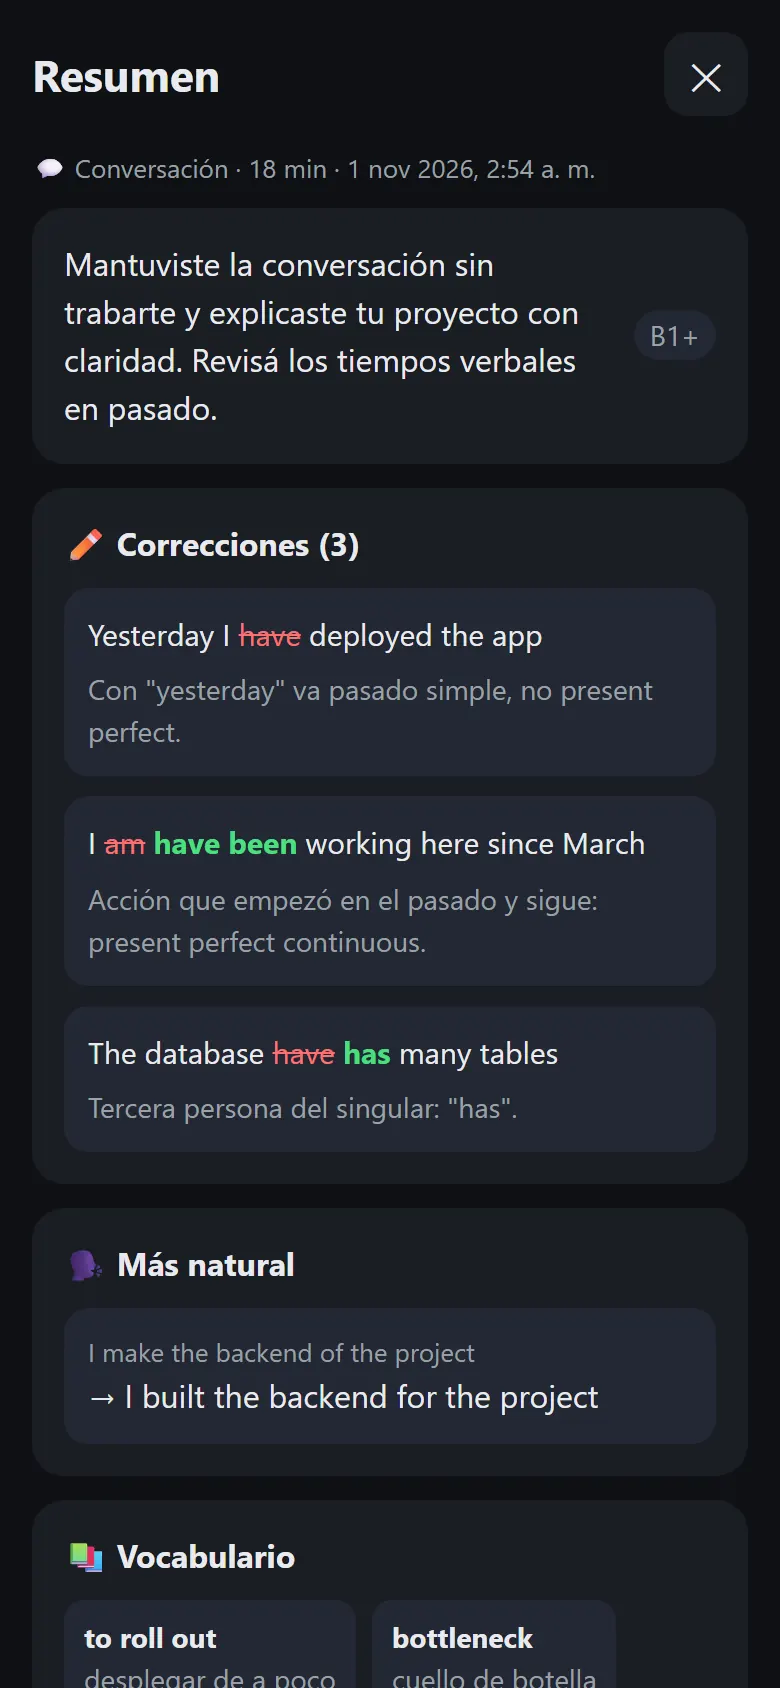 Resumen
Conversación · 18 min · 1 nov 2026, 2:54 a. m.
Mantuviste la conversación sin
trabarte y explicaste tu proyecto con
claridad. Revisá los tiempos verbales
en pasado.
B1+
Correcciones (3)
Yesterday I have deployed the app
Con "yesterday" va pasado simple, no present
perfect.
I am have been working here since March
Acción que empezó en el pasado y sigue:
present perfect continuous.
The database have has many tables
Tercera persona del singular: "has".
Más natural
I make the backend of the project
→ I built the backend for the project
Vocabulario
to roll out
desplegar de a poco
bottleneck
cuello de botella